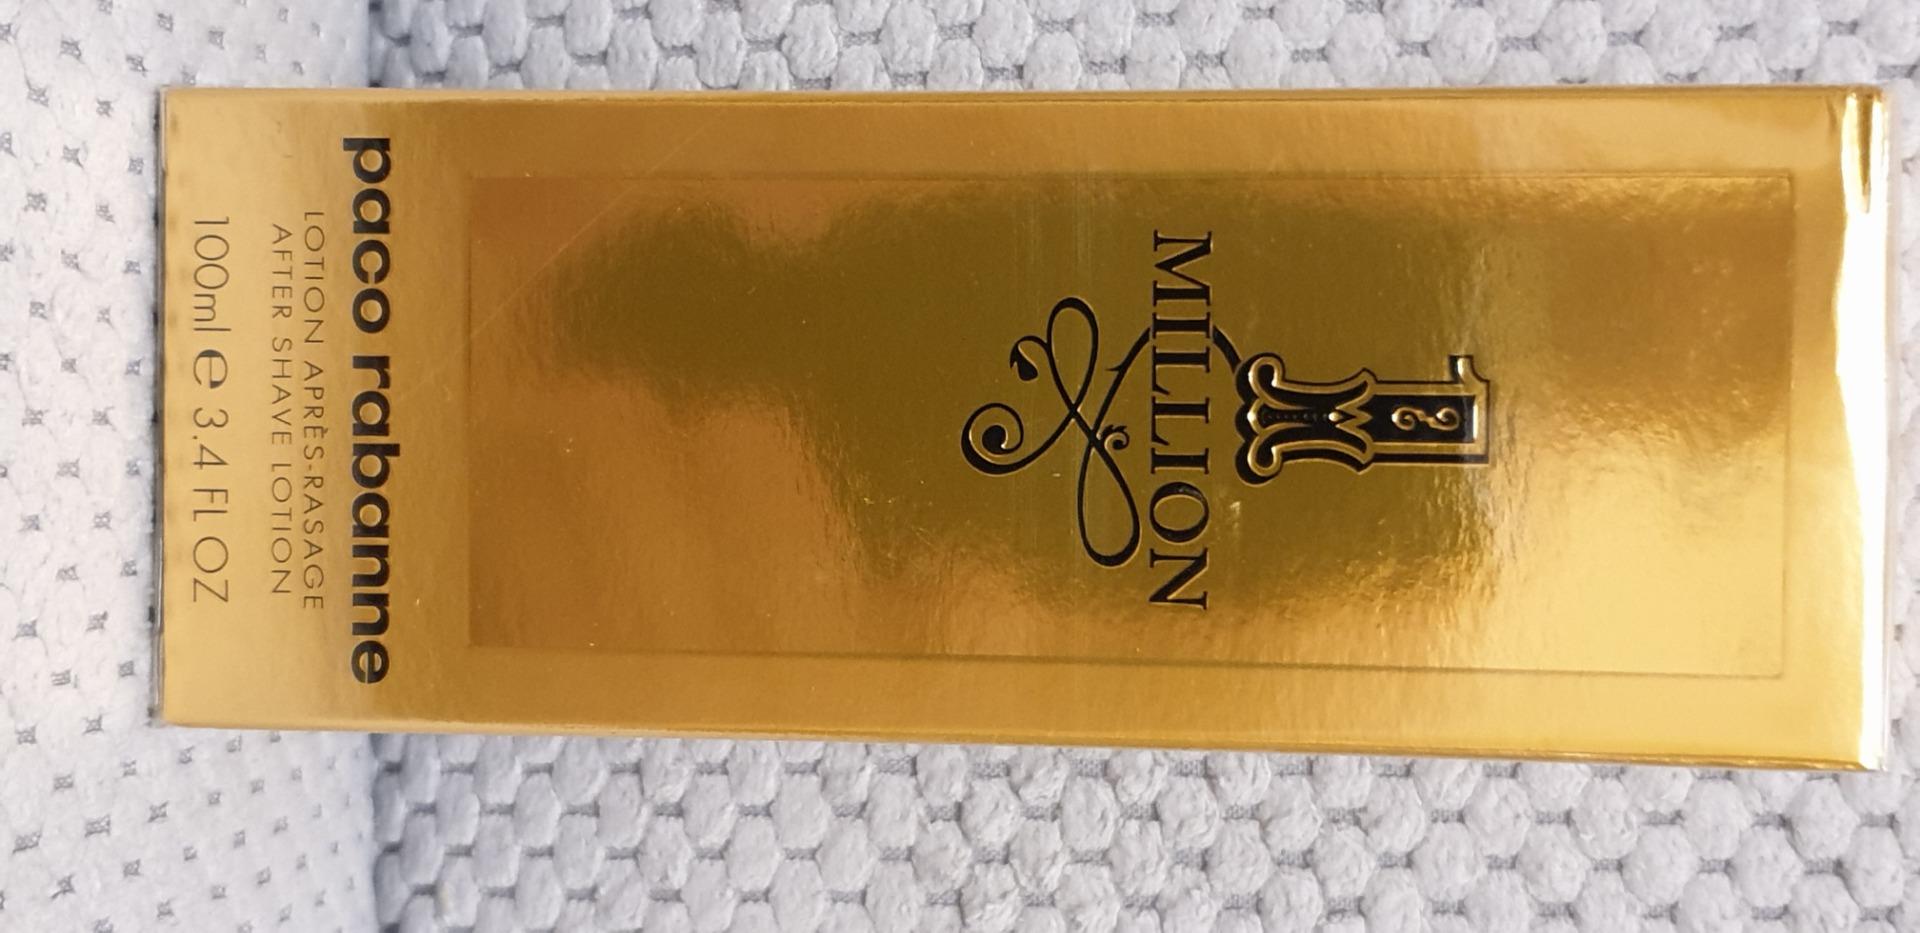 1
MILLION
paco rabanne
LOTION APRÈS-RASAGE
AFTER SHAVE LOTION
100ml e 3.4 FL OZ